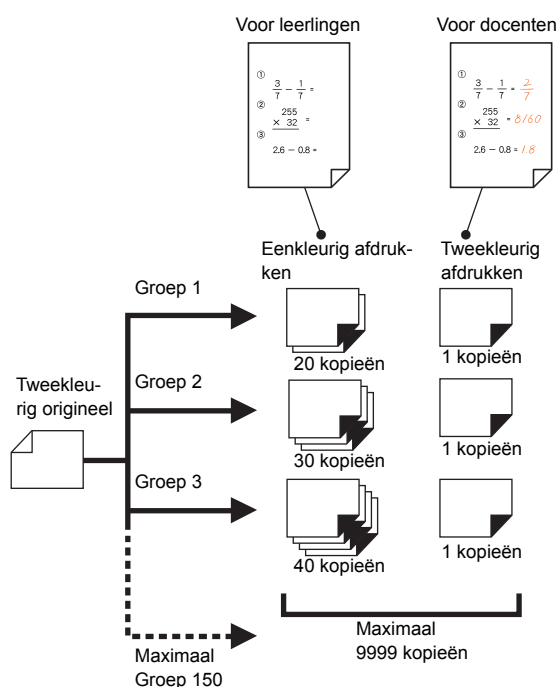 Voor leerlingen
Voor docenten
① 3/7 − 1/7 =
② 255
× 32 =
③ 2.6 − 0.8 =
① 3/7 − 1/7 = 2/7
② 255
× 32 = 8160
③ 2.6 − 0.8 = 1.8
Eenkleurig afdruk-
ken
Tweekleurig
afdrukken
Tweekleu-
rig origineel
Groep 1
20 kopieën
1 kopieën
Groep 2
30 kopieën
1 kopieën
Groep 3
40 kopieën
1 kopieën
Maximaal
Groep 150
Maximaal
9999 kopieën